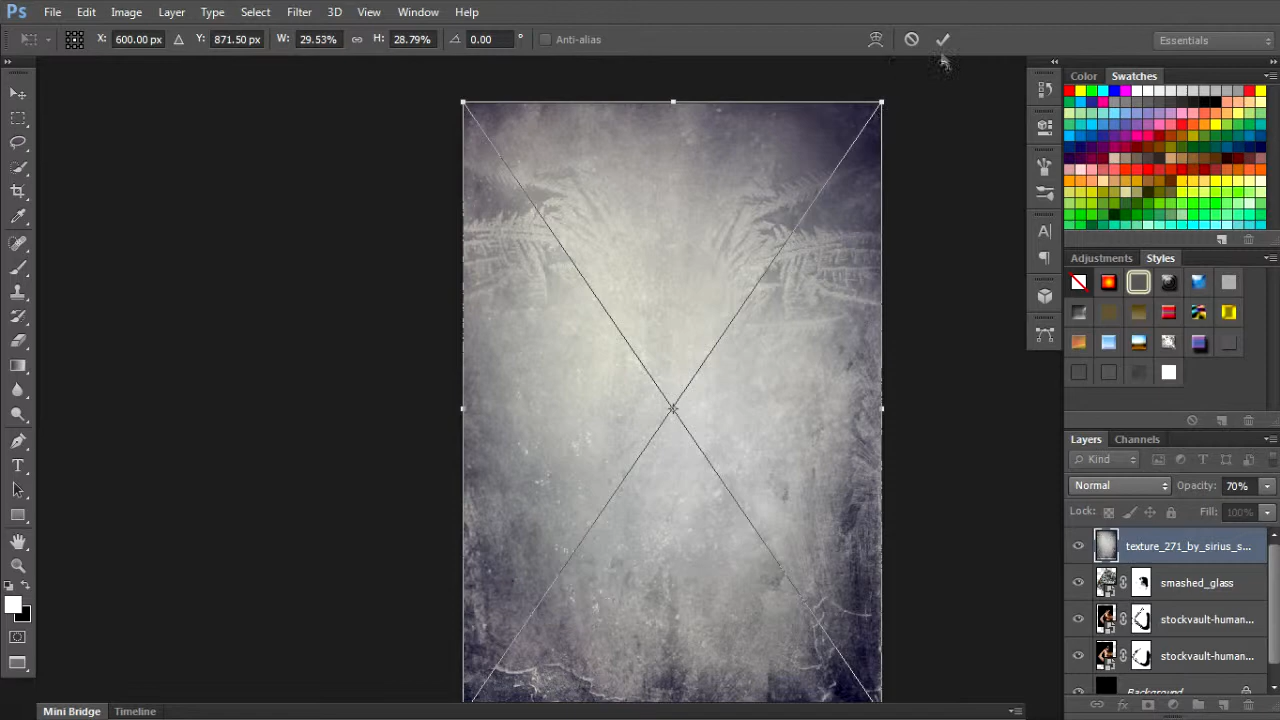 Ps File Edit Image Layer Type Select Filter 3D View Window Help
X: 600.00 px Y: 871.50 px W: 29.53% H: 28.79% 0.00 ° Anti-alias Essentials
Color Swatches
Adjustments Styles
Layers Channels
Kind
Normal Opacity: 70%
Lock: Fill: 100%
texture_271_by_sirius_s...
smashed_glass
stockvault-human...
stockvault-human...
Background
Mini Bridge Timeline